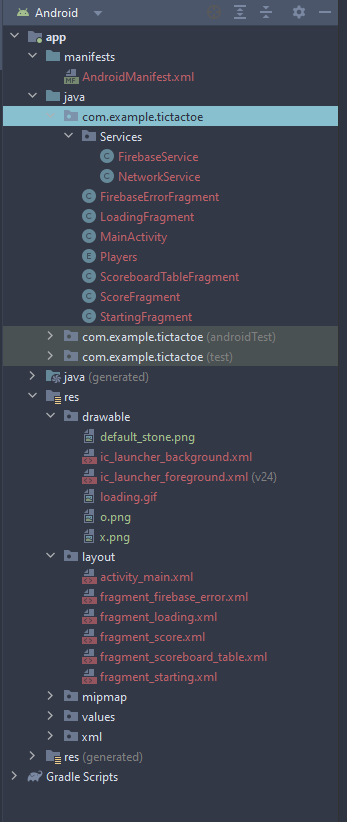 Android
app
manifests
AndroidManifest.xml
java
com.example.tictactoe
Services
C FirebaseService
C NetworkService
C FirebaseErrorFragment
C LoadingFragment
C MainActivity
E Players
C ScoreboardTableFragment
C ScoreFragment
C StartingFragment
com.example.tictactoe (androidTest)
com.example.tictactoe (test)
java (generated)
res
drawable
default_stone.png
ic_launcher_background.xml
ic_launcher_foreground.xml (v24)
loading.gif
o.png
x.png
layout
activity_main.xml
fragment_firebase_error.xml
fragment_loading.xml
fragment_score.xml
fragment_scoreboard_table.xml
fragment_starting.xml
mipmap
values
xml
res (generated)
Gradle Scripts